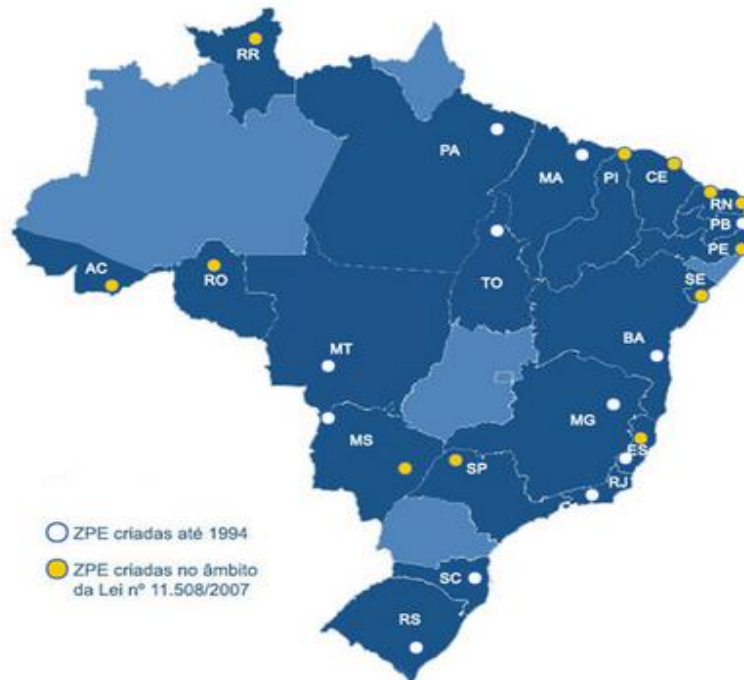 RR
PA
MA
PI
CE
RN
PB
PE
AC
RO
SE
TO
MT
BA
MG
MS
ES
SP
RJ
ZPE criadas até 1994
ZPE criadas no âmbito
da Lei nº 11.508/2007
SC
RS